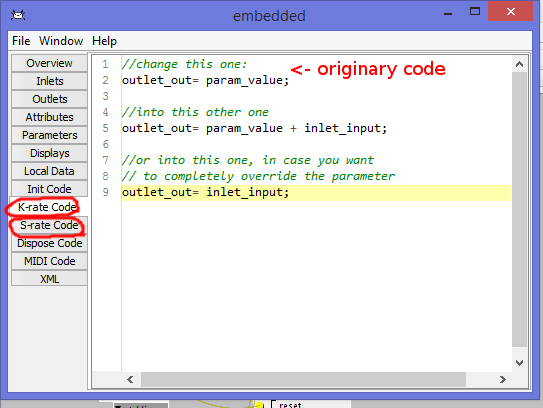 embedded
File Window Help
Overview
Inlets
Outlets
Attributes
Parameters
Displays
Local Data
Init Code
K-rate Code
S-rate Code
Dispose Code
MIDI Code
XML
1 //change this one: <- originary code
2 outlet_out= param_value;
3
4 //into this other one
5 outlet_out= param_value + inlet_input;
6
7 //or into this one, in case you want
8 // to completely override the parameter
9 outlet_out= inlet_input;
reset